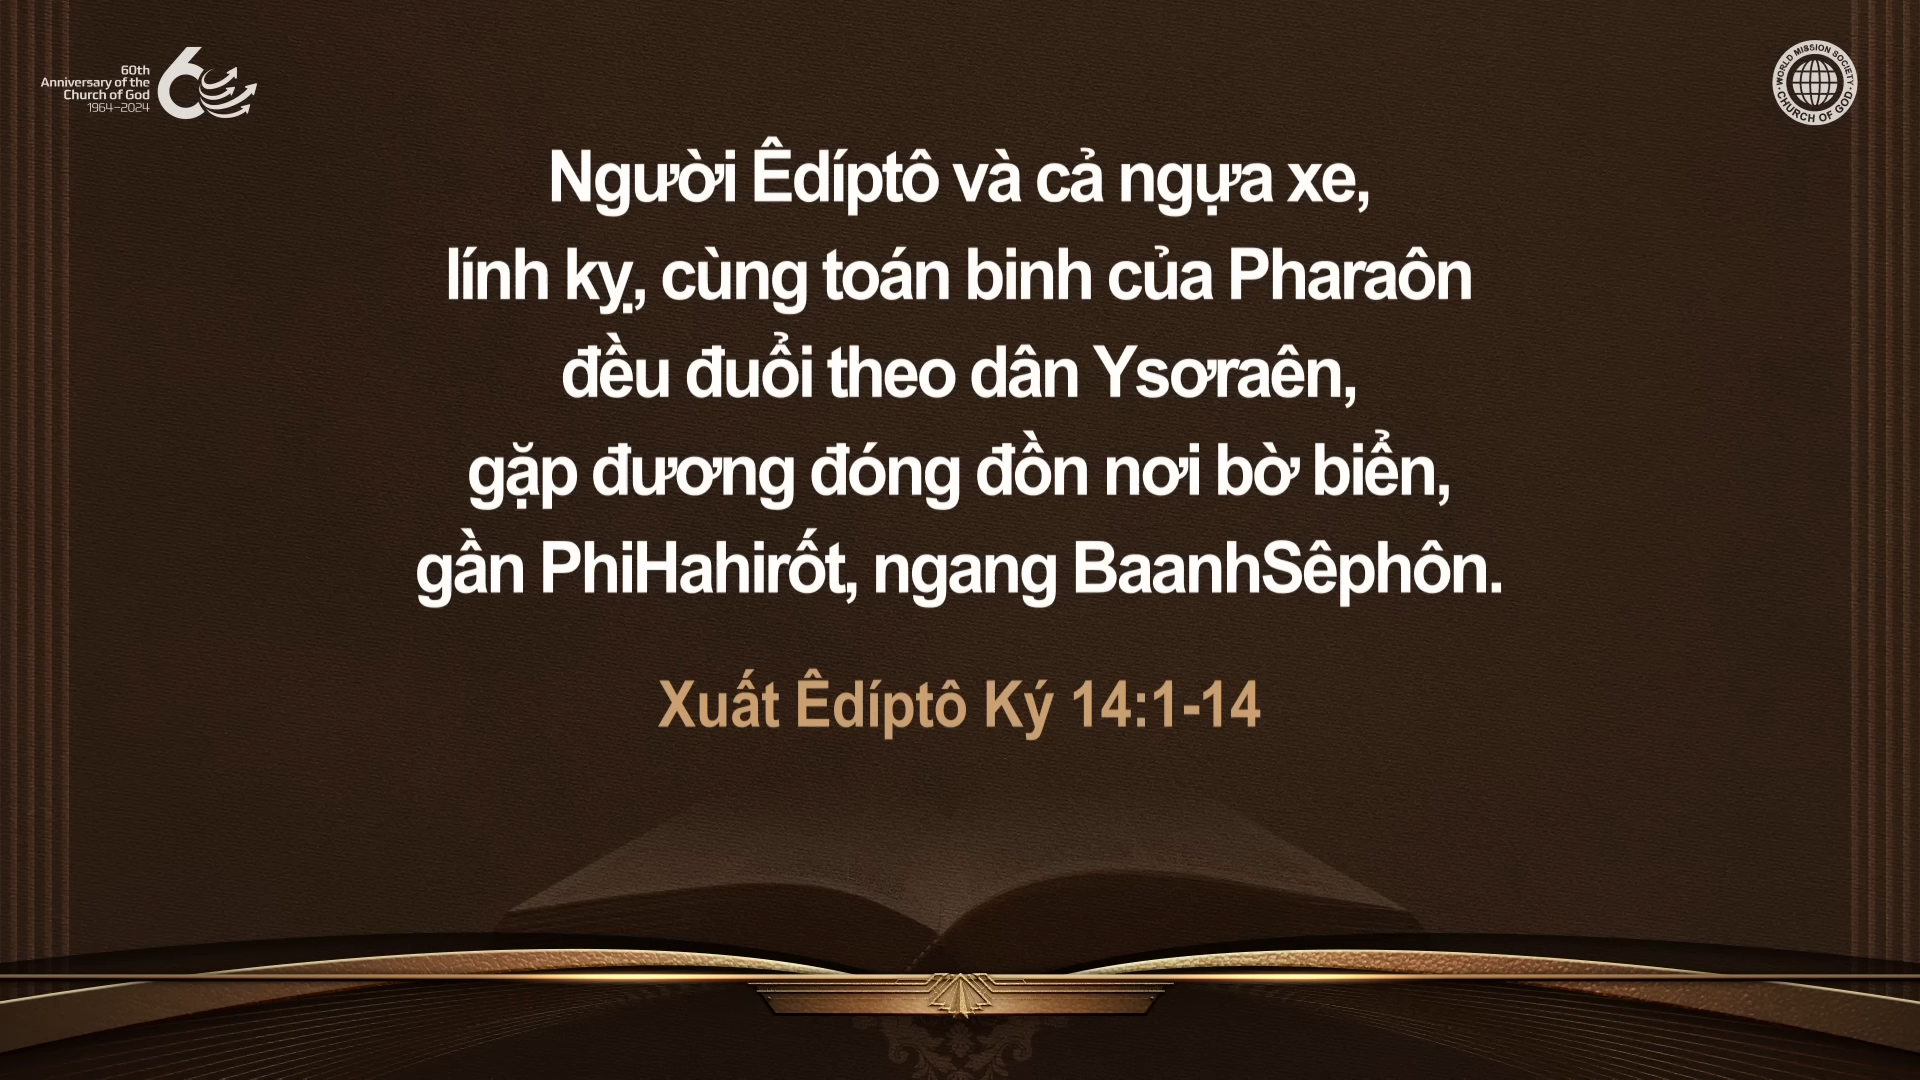 60th
Anniversary of the
Church of God
1964–2024
WORLD MISSION SOCIETY
CHURCH OF GOD
Người Êdíptô và cả ngựa xe,
lính kỵ, cùng toán binh của Pharaôn
đều đuổi theo dân Ysơraên,
gặp đương đóng đồn nơi bờ biển,
gần PhiHahirốt, ngang BaanhSêphôn.
Xuất Êdíptô Ký 14:1-14